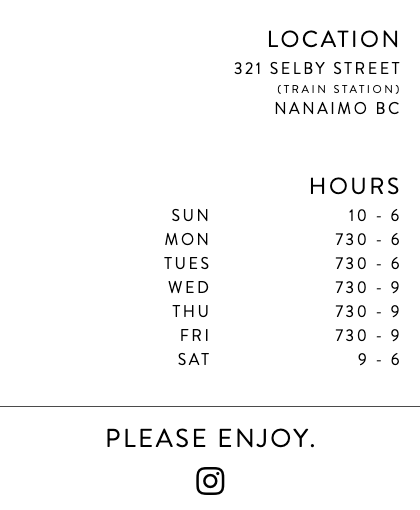 LOCATION
321 SELBY STREET
(TRAIN STATION)
NANAIMO BC
HOURS
SUN 10 - 6
MON 730 - 6
TUES 730 - 6
WED 730 - 9
THU 730 - 9
FRI 730 - 9
SAT 9 - 6
PLEASE ENJOY.